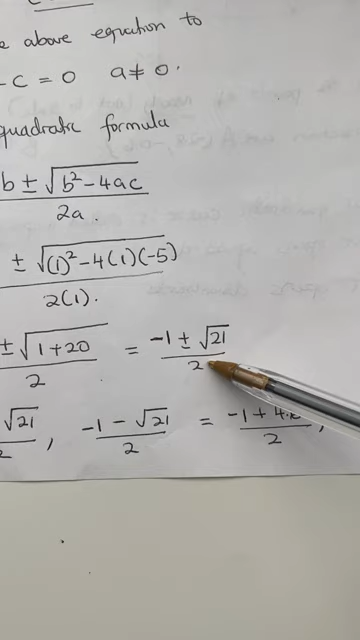 above equation to
- c = 0 a ≠ 0.
quadratic formula
b ± √(b² - 4ac) / 2a.
± √((1)² - 4(1)(-5)) / 2(1).
± √(1+20) / 2 = (-1 ± √21) / 2
√21 / 2, (-1 - √21) / 2 = (-1 + 4. / 2,